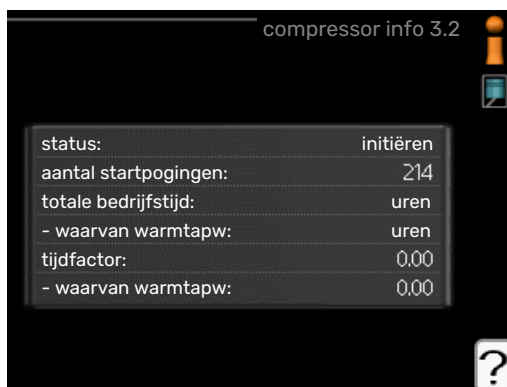 compressor info 3.2
status: initiëren
aantal startpogingen: 214
totale bedrijfstijd: uren
- waarvan warmtapw: uren
tijdfactor: 0,00
- waarvan warmtapw: 0,00
?